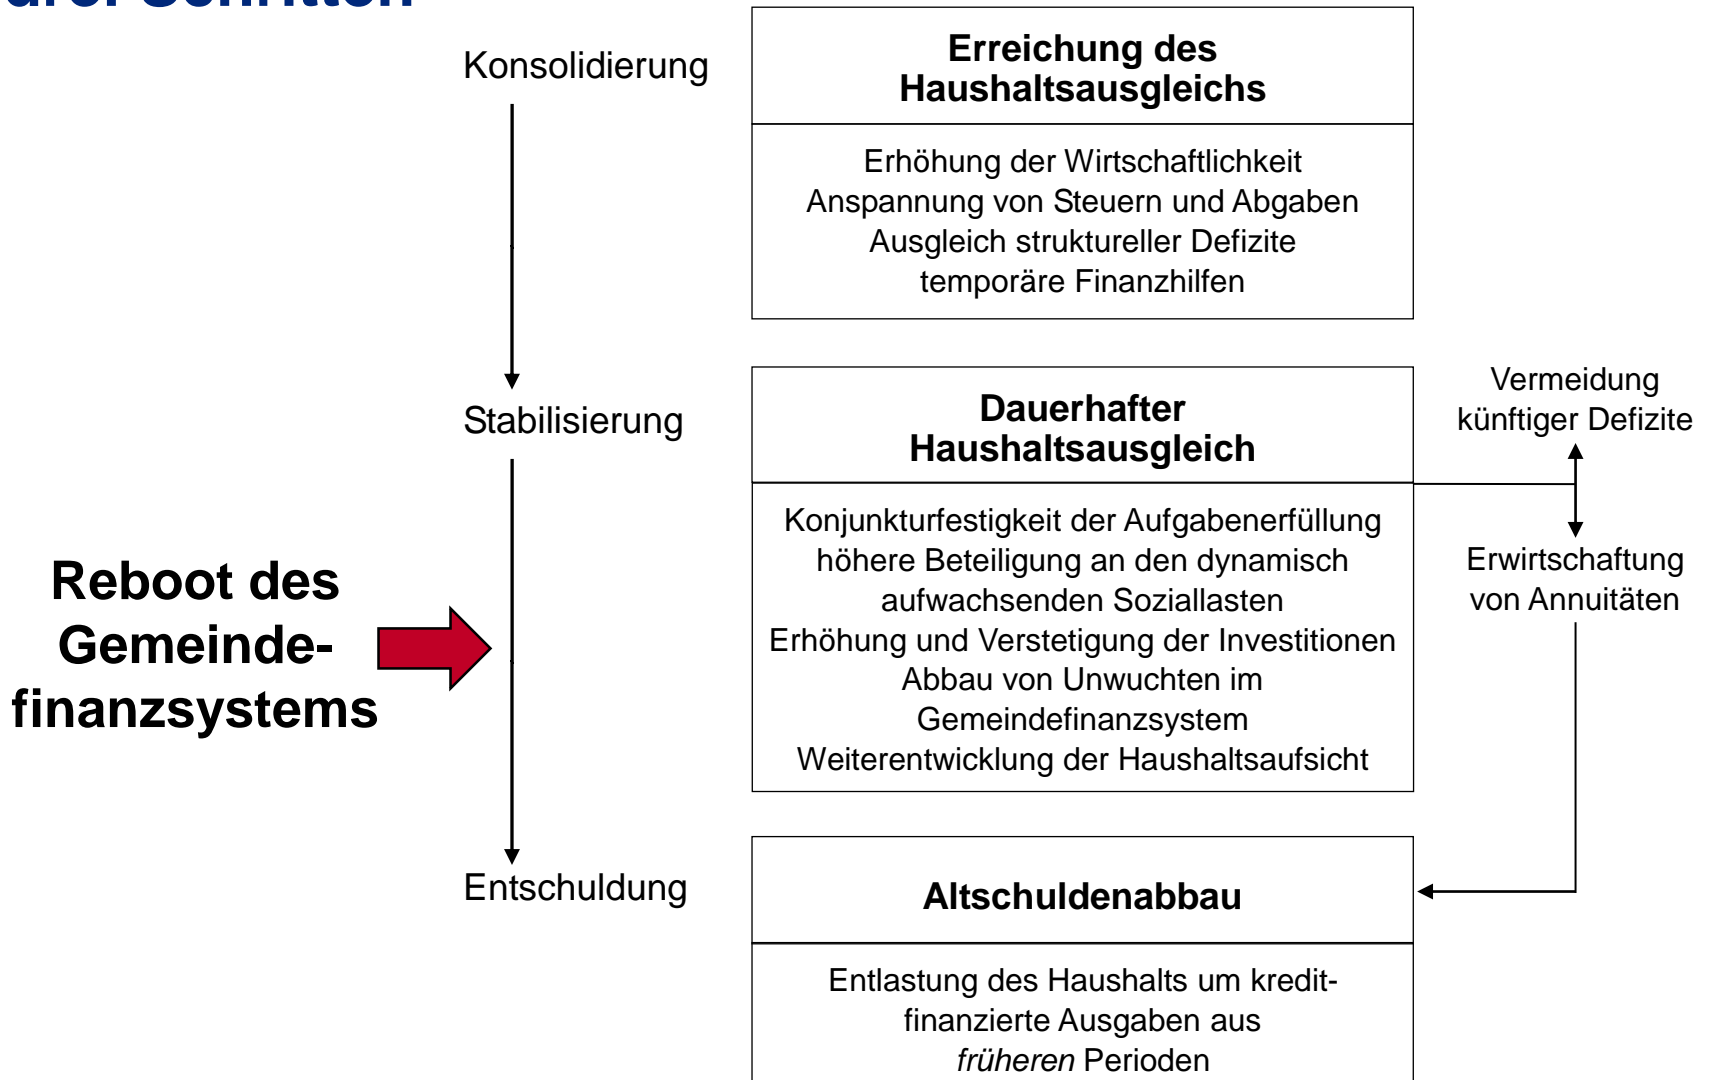 drei Schritten
Konsolidierung
Erreichung des
Haushaltsausgleichs
Erhöhung der Wirtschaftlichkeit
Anspannung von Steuern und Abgaben
Ausgleich struktureller Defizite
temporäre Finanzhilfen
Stabilisierung
Dauerhafter
Haushaltsausgleich
Vermeidung
künftiger Defizite
Konjunkturfestigkeit der Aufgabenerfüllung
höhere Beteiligung an den dynamisch
aufwachsenden Soziallasten
Erhöhung und Verstetigung der Investitionen
Abbau von Unwuchten im
Gemeindefinanzsystem
Weiterentwicklung der Haushaltsaufsicht
Erwirtschaftung
von Annuitäten
Reboot des
Gemeinde-
finanzsystems
Entschuldung
Altschuldenabbau
Entlastung des Haushalts um kredit-
finanzierte Ausgaben aus
früheren Perioden